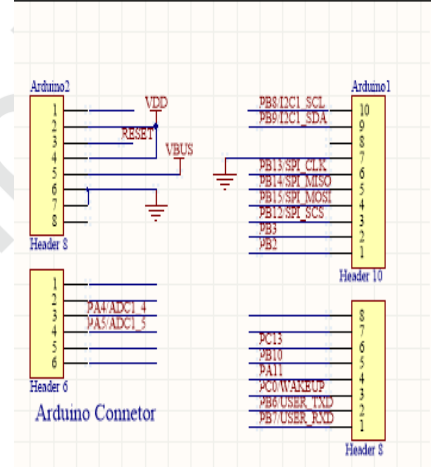 Arduino2
1
2
3
4
5
6
7
8
Header 8
VDD
RESET
VBUS
1
2
3
4
5
6
Header 6
PA4/ADC1_4
PA5/ADC1_5
Arduino Connetor
Arduino1
PB8/I2C1_SCL
PB9/I2C1_SDA
PB13/SPI_CLK
PB14/SPI_MISO
PB15/SPI_MOSI
PB12/SPI_SCS
PB3
PB2
10
9
8
7
6
5
4
3
2
1
Header 10
PC13
PB10
PA11
PC0/WAKEUP
PB6/USER_TXD
PB7/USER_RXD
8
7
6
5
4
3
2
1
Header 8